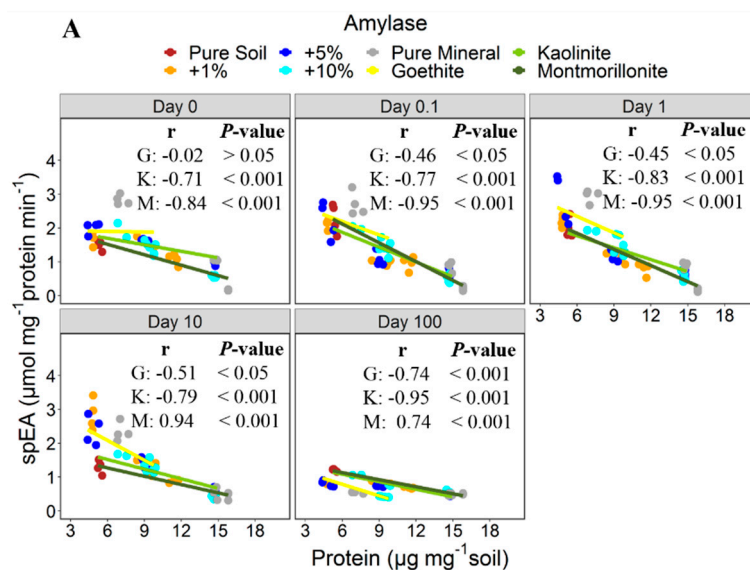 A
Amylase
Pure Soil +5% Pure Mineral Kaolinite
+1% +10% Goethite Montmorillonite
Day 0 Day 0.1 Day 1
r P-value r P-value r P-value
G: -0.02 > 0.05 G: -0.46 < 0.05 G: -0.45 < 0.05
K: -0.71 < 0.001 K: -0.77 < 0.001 K: -0.83 < 0.001
M: -0.84 < 0.001 M: -0.95 < 0.001 M: -0.95 < 0.001
4
3
2
1
0
3 6 9 12 15 18
Day 10 Day 100
r P-value r P-value
G: -0.51 < 0.05 G: -0.74 < 0.001
K: -0.79 < 0.001 K: -0.95 < 0.001
M: 0.94 < 0.001 M: 0.74 < 0.001
4
3
2
1
0
3 6 9 12 15 18 3 6 9 12 15 18
spEA (µmol mg⁻¹protein min⁻¹)
Protein (µg mg⁻¹soil)